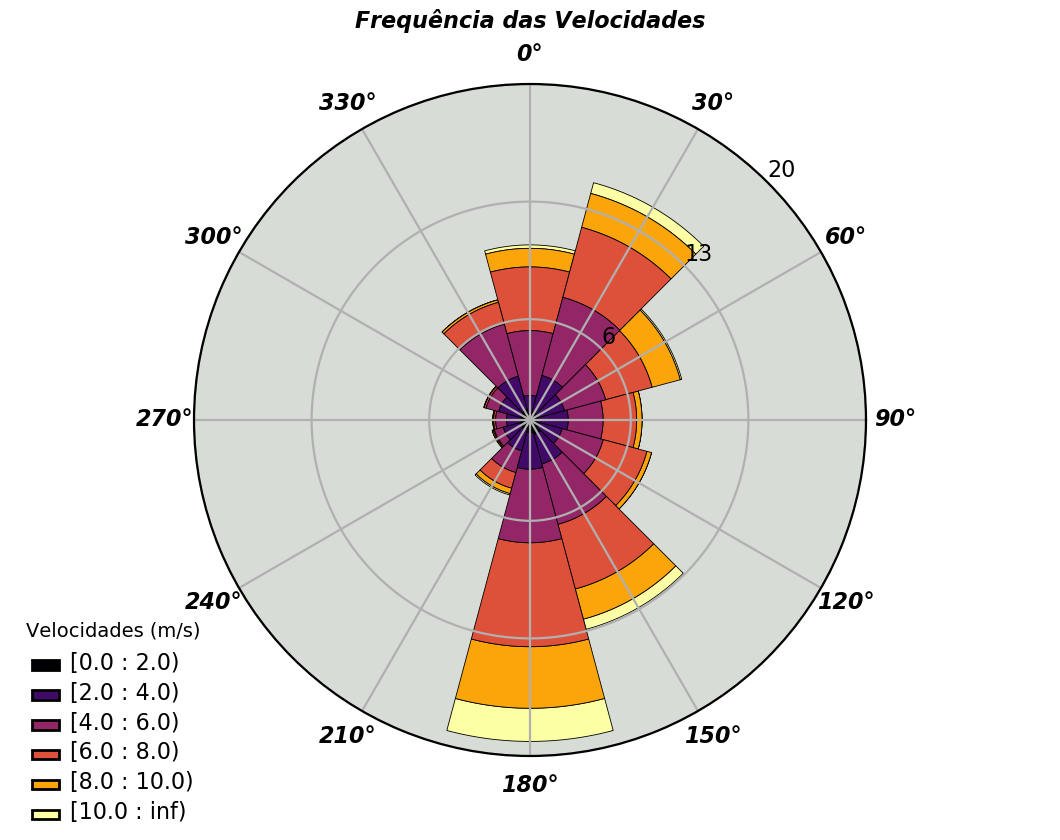 Frequência das Velocidades
0°
330°
30°
20
300°
60°
13
6
270°
90°
240°
120°
210°
150°
180°
Velocidades (m/s)
[0.0 : 2.0)
[2.0 : 4.0)
[4.0 : 6.0)
[6.0 : 8.0)
[8.0 : 10.0)
[10.0 : inf)